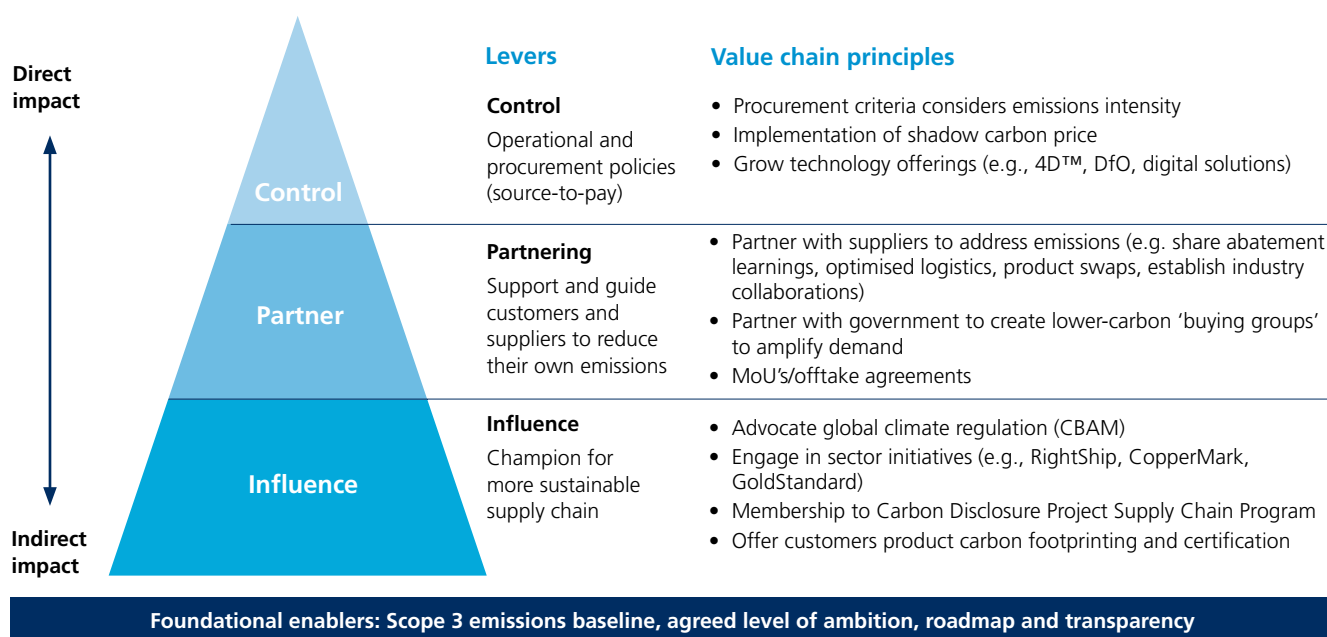 Direct
impact
Indirect
impact
Control
Partner
Influence
Levers
Value chain principles
Control
Operational and
procurement policies
(source-to-pay)
• Procurement criteria considers emissions intensity
• Implementation of shadow carbon price
• Grow technology offerings (e.g., 4D™, DfO, digital solutions)
Partnering
Support and guide
customers and
suppliers to reduce
their own emissions
• Partner with suppliers to address emissions (e.g. share abatement
learnings, optimised logistics, product swaps, establish industry
collaborations)
• Partner with government to create lower-carbon ‘buying groups’
to amplify demand
• MoU's/offtake agreements
Influence
Champion for
more sustainable
supply chain
• Advocate global climate regulation (CBAM)
• Engage in sector initiatives (e.g., RightShip, CopperMark,
GoldStandard)
• Membership to Carbon Disclosure Project Supply Chain Program
• Offer customers product carbon footprinting and certification
Foundational enablers: Scope 3 emissions baseline, agreed level of ambition, roadmap and transparency